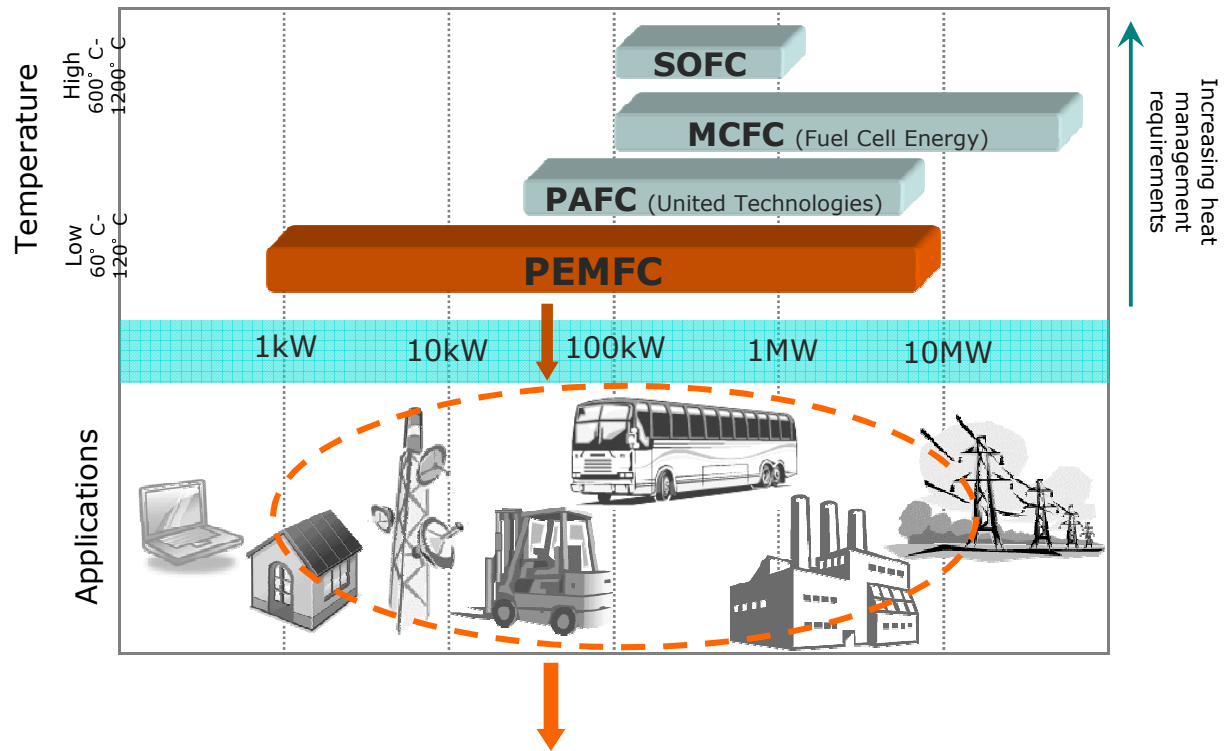 Temperature
High
600° C-
1200° C
Low
60° C-
120° C
SOFC
MCFC (Fuel Cell Energy)
PAFC (United Technologies)
PEMFC
Increasing heat
management
requirements
1kW
10kW
100kW
1MW
10MW
Applications